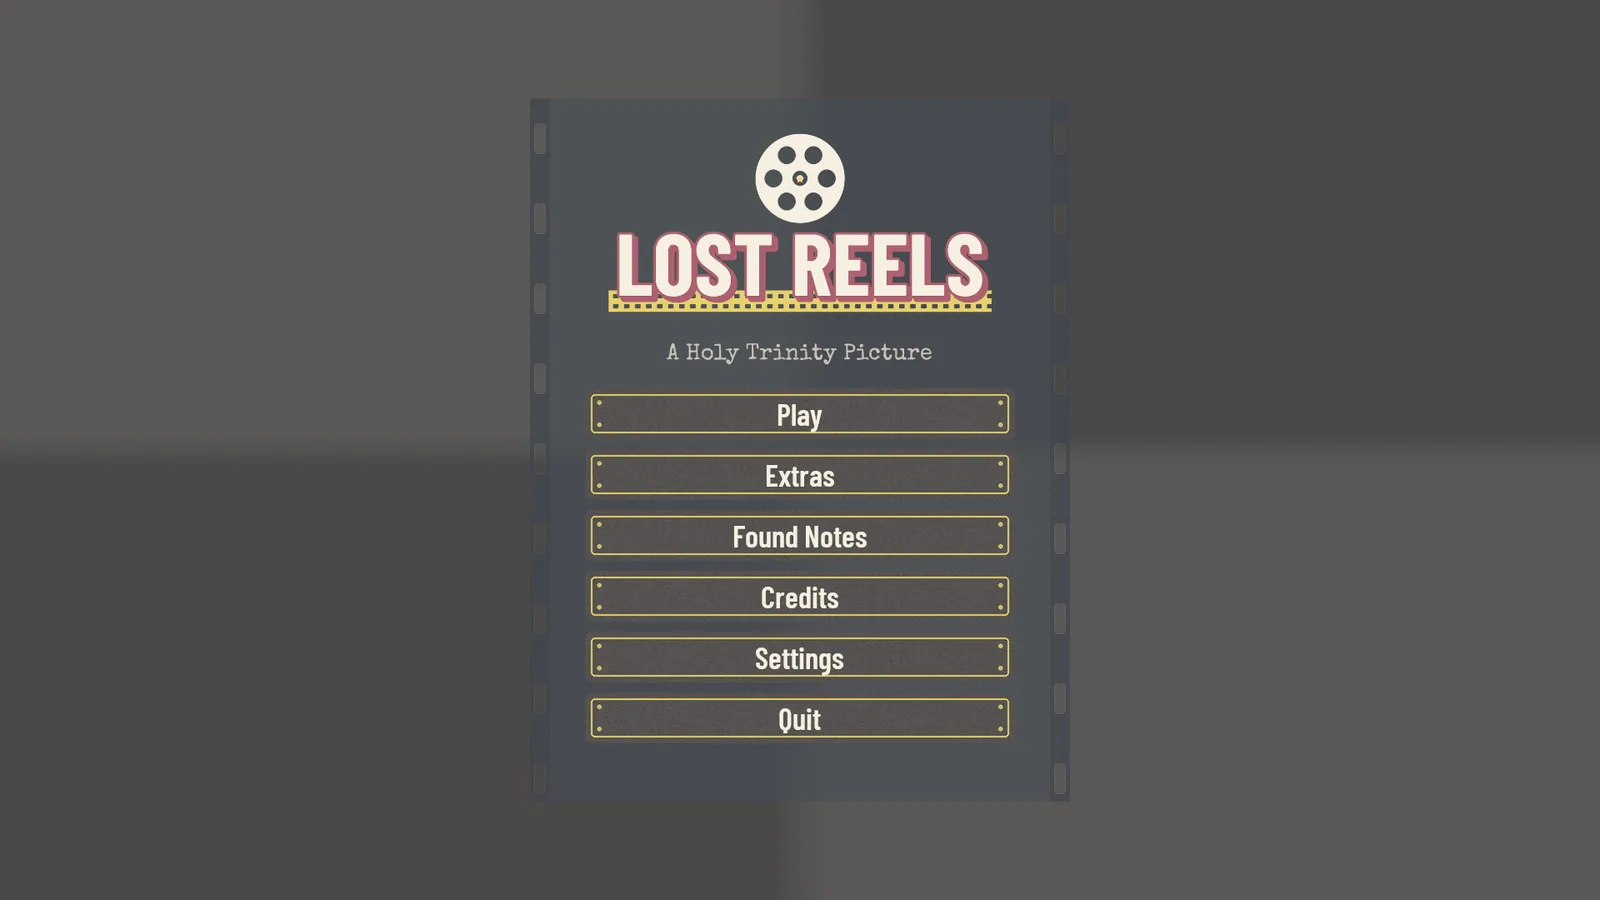 LOST REELS
A Holy Trinity Picture
Play
Extras
Found Notes
Credits
Settings
Quit